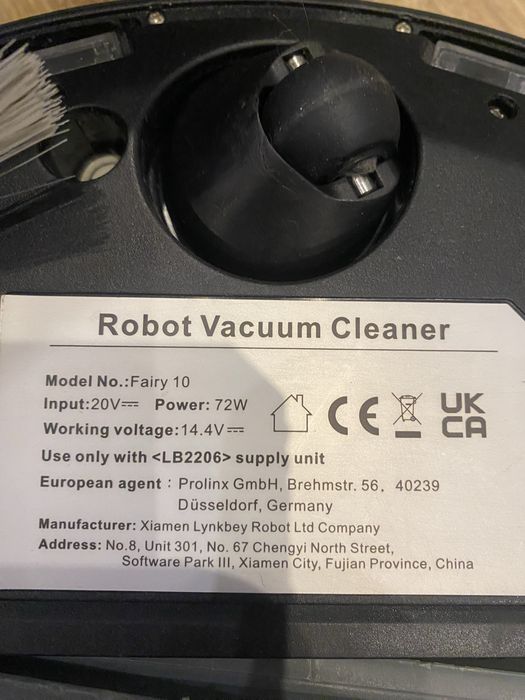 Robot Vacuum Cleaner
Model No.:Fairy 10
Input:20V⎓ Power: 72W
Working voltage:14.4V⎓
CE
UK
CA
Use only with <LB2206> supply unit
European agent : Prolinx GmbH, Brehmstr. 56, 40239
Düsseldorf, Germany
Manufacturer: Xiamen Lynkbey Robot Ltd Company
Address: No.8, Unit 301, No. 67 Chengyi North Street,
Software Park III, Xiamen City, Fujian Province, China